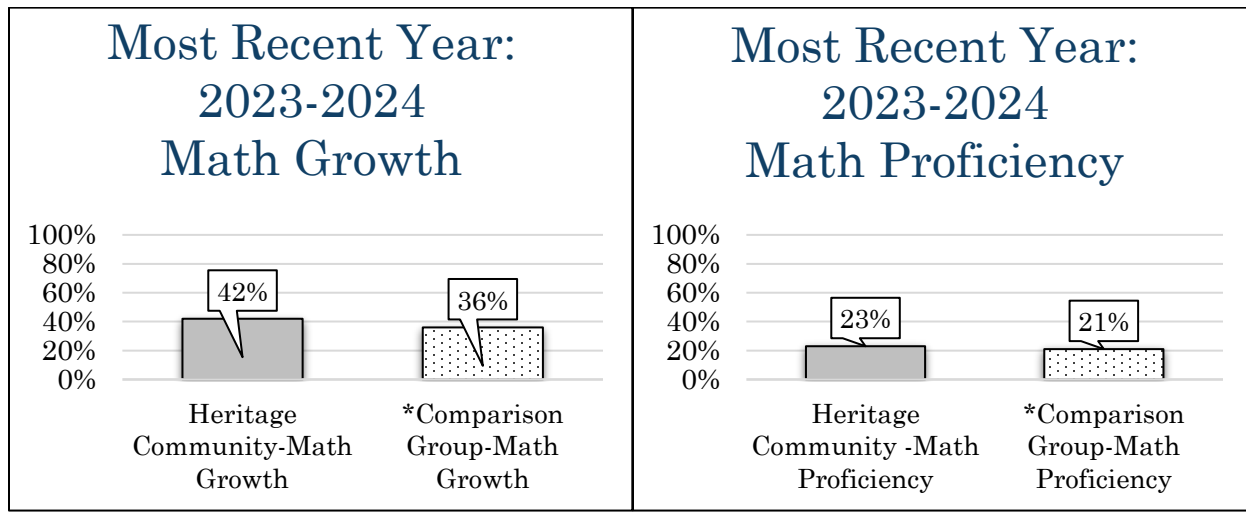 Most Recent Year:
2023-2024
Math Growth
100%
80%
60%
40%
20%
0%
42%
36%
Heritage
Community-Math
Growth
*Comparison
Group-Math
Growth
Most Recent Year:
2023-2024
Math Proficiency
100%
80%
60%
40%
20%
0%
23%
21%
Heritage
Community -Math
Proficiency
*Comparison
Group-Math
Proficiency